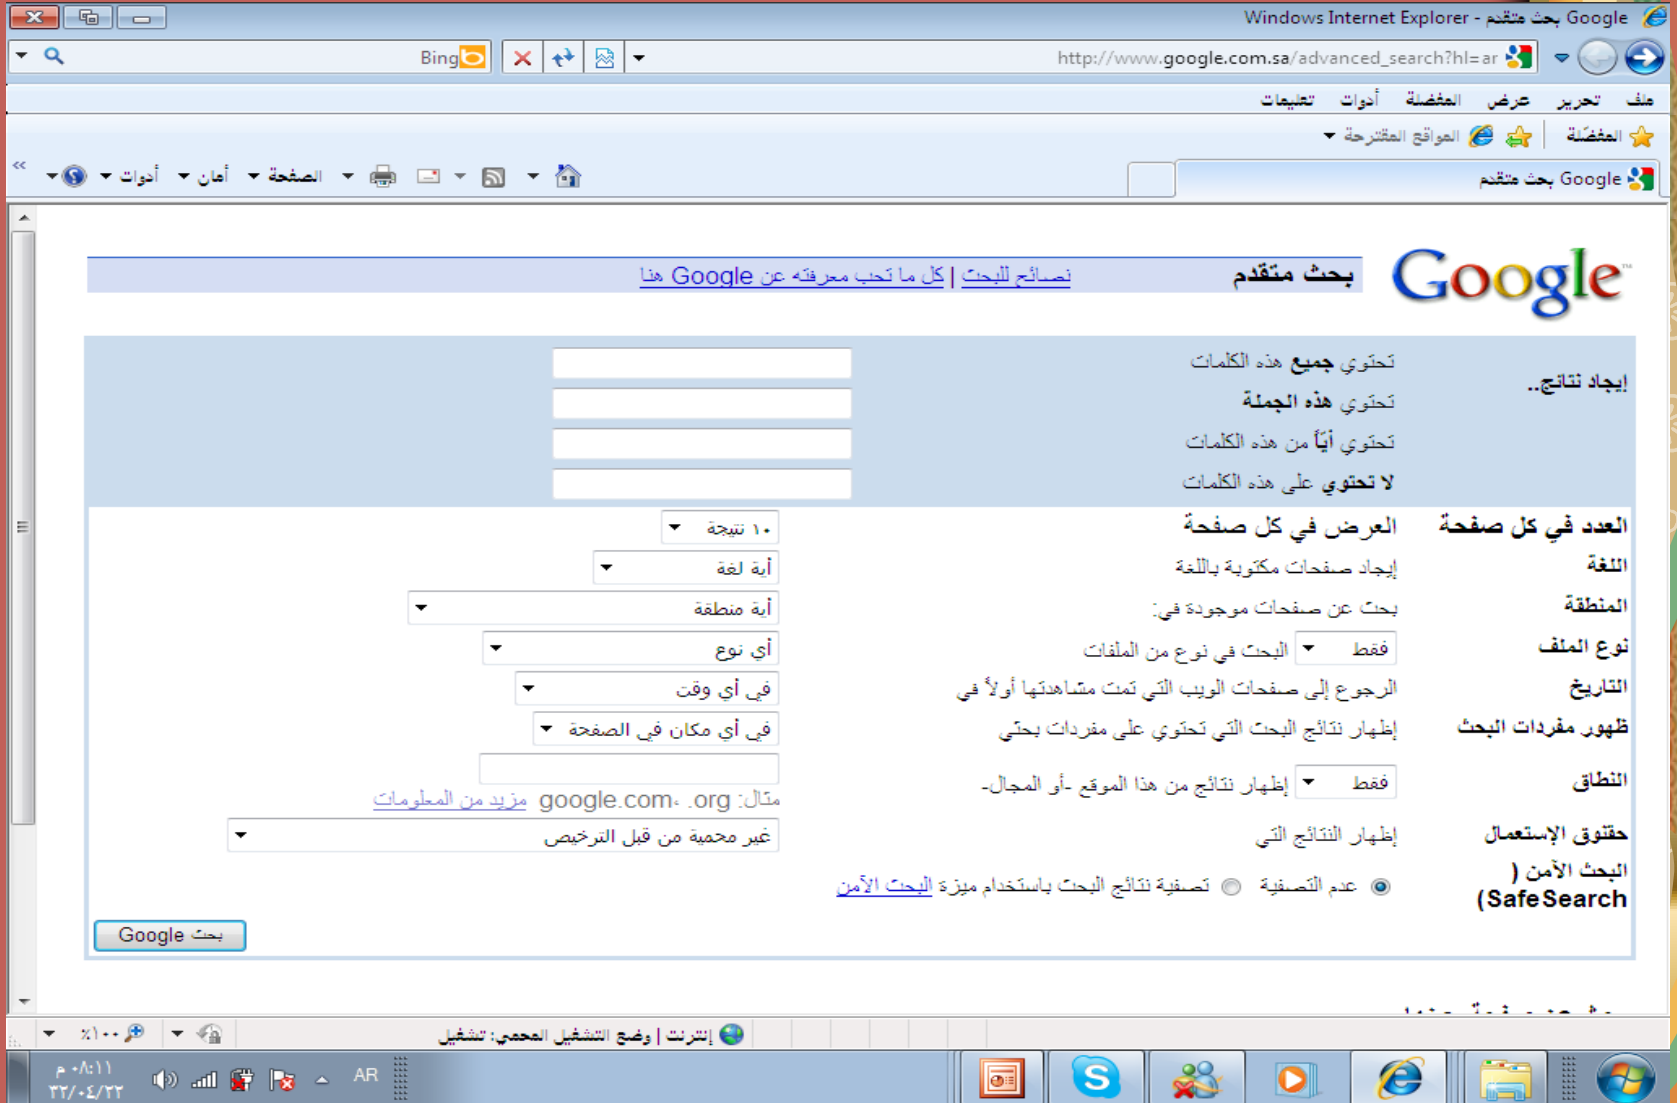 Google بحث متقدم - Windows Internet Explorer
http://www.google.com.sa/advanced_search?hl=ar
Bing
ملف تحرير عرض المفضلة أدوات تعليمات
المفضلة المواقع المقترحة
Google بحث متقدم
الصفحة أمان أدوات
Google
بحث متقدم
نصائح للبحث | كل ما تحب معرفته عن Google هنا
إيجاد نتائج..
تحتوي جميع هذه الكلمات
تحتوي هذه الجملة
تحتوي أيّاً من هذه الكلمات
لا تحتوي على هذه الكلمات
العدد في كل صفحة العرض في كل صفحة ١٠ نتيجة
اللغة إيجاد صفحات مكتوبة باللغة أية لغة
المنطقة بحث عن صفحات موجودة في: أية منطقة
نوع الملف فقط البحث في نوع من الملفات أي نوع
التاريخ الرجوع إلى صفحات الويب التي تمت مشاهدتها أولاً في في أي وقت
ظهور مفردات البحث إظهار نتائج البحث التي تحتوي على مفردات بحثي في أي مكان في الصفحة
النطاق فقط إظهار نتائج من هذا الموقع -أو المجال-
مثال: google.com، .org مزيد من المعلومات
حقتوق الإستعمال إظهار النتائج التي غير محمية من قبل الترخيص
البحث الآمن (SafeSearch) عدم التصفية تصفية نتائج البحث باستخدام ميزة البحث الآمن
بحث Google
إنترنت | وضع التشغيل المحمي: تشغيل
٪١٠٠
AR
٠٨:١١ م
٣٢/٠٤/٢٢